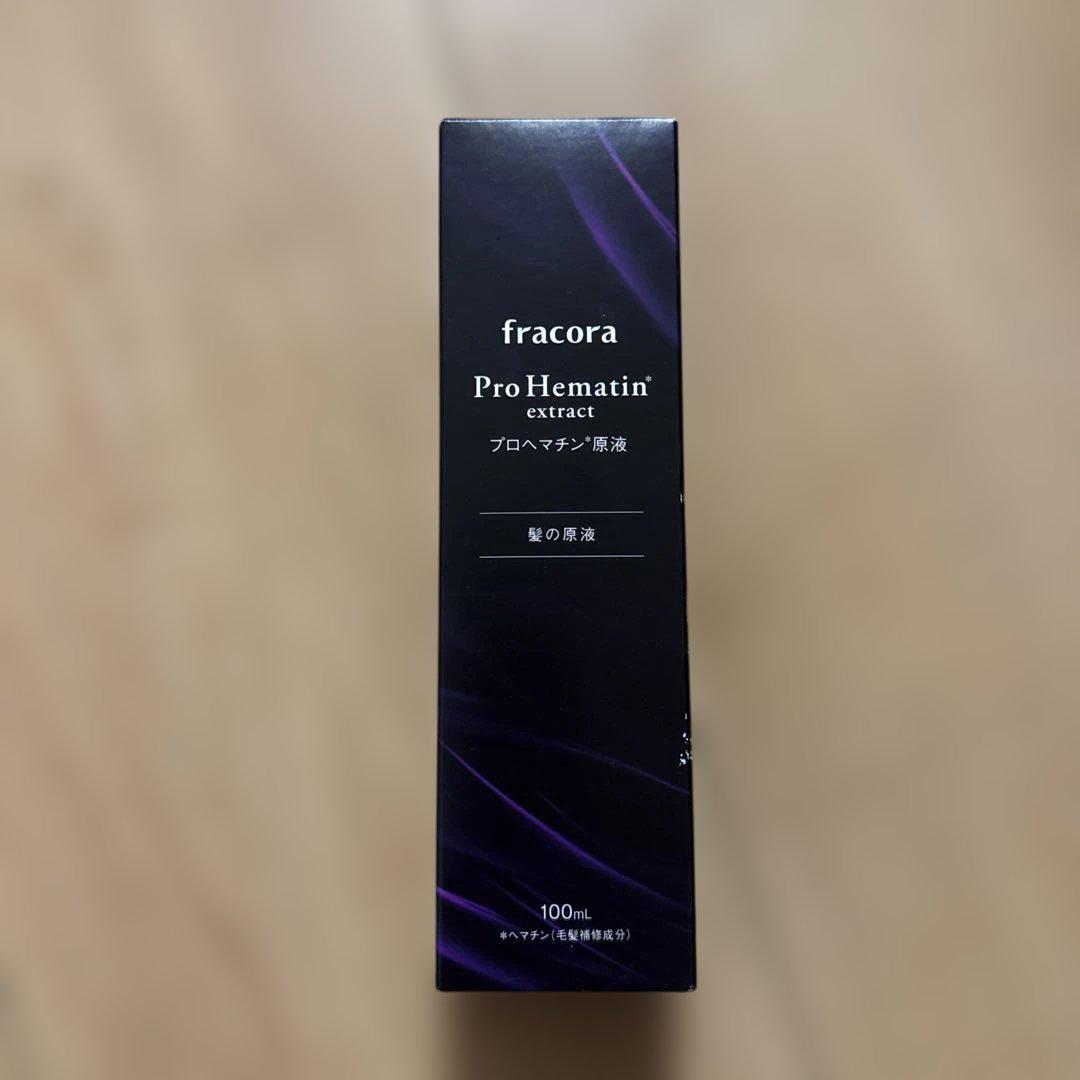 fracora
Pro Hematin*
extract
プロヘマチン*原液
髪の原液
100mL
*ヘマチン(毛髪補修成分)